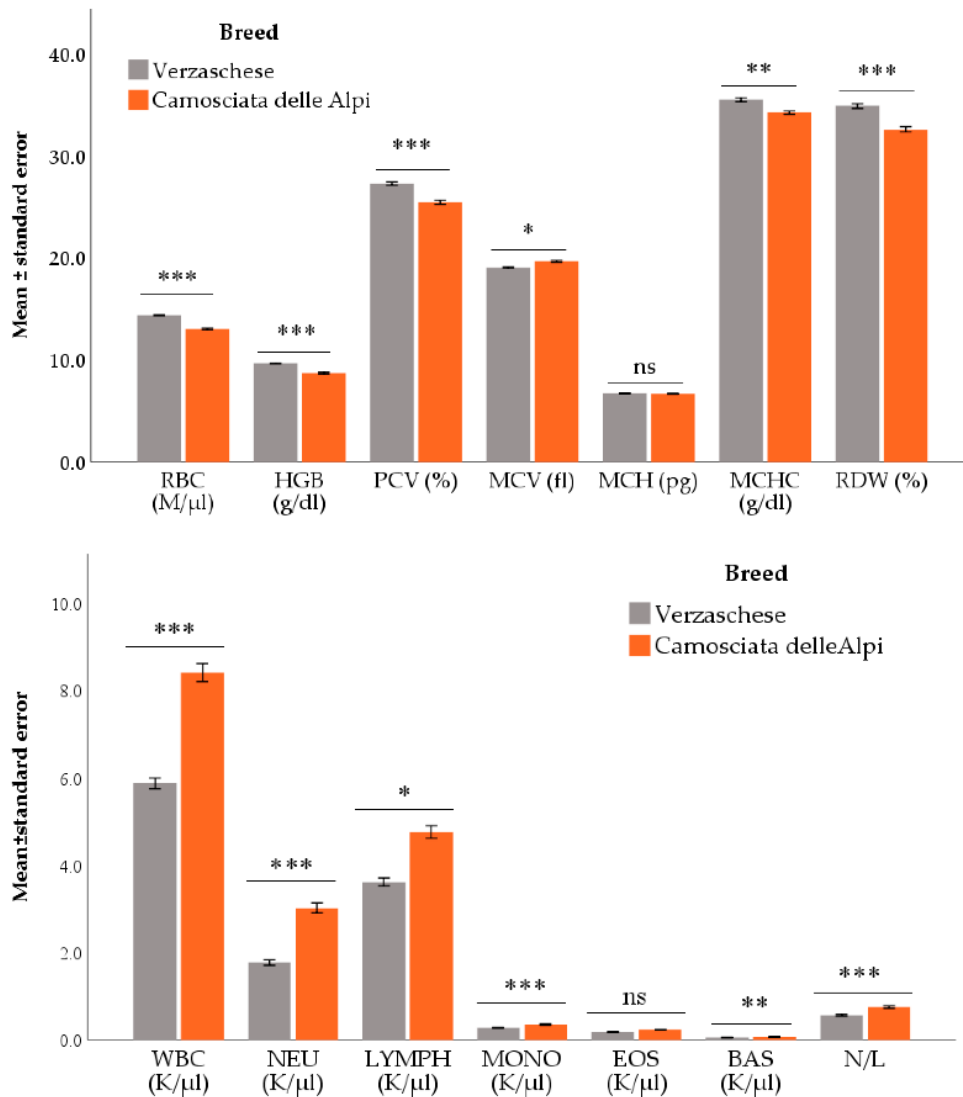 Breed
Verzaschese
Camosciata delle Alpi
Mean ± standard error
40.0
30.0
20.0
10.0
0.0
***
***
***
*
ns
**
***
RBC
(M/µl)
HGB
(g/dl)
PCV (%)
MCV (fl)
MCH (pg)
MCHC
(g/dl)
RDW (%)
Breed
Verzaschese
Camosciata delleAlpi
Mean±standard error
10.0
8.0
6.0
4.0
2.0
0.0
***
***
*
***
ns
**
***
WBC
(K/µl)
NEU
(K/µl)
LYMPH
(K/µl)
MONO
(K/µl)
EOS
(K/µl)
BAS
(K/µl)
N/L